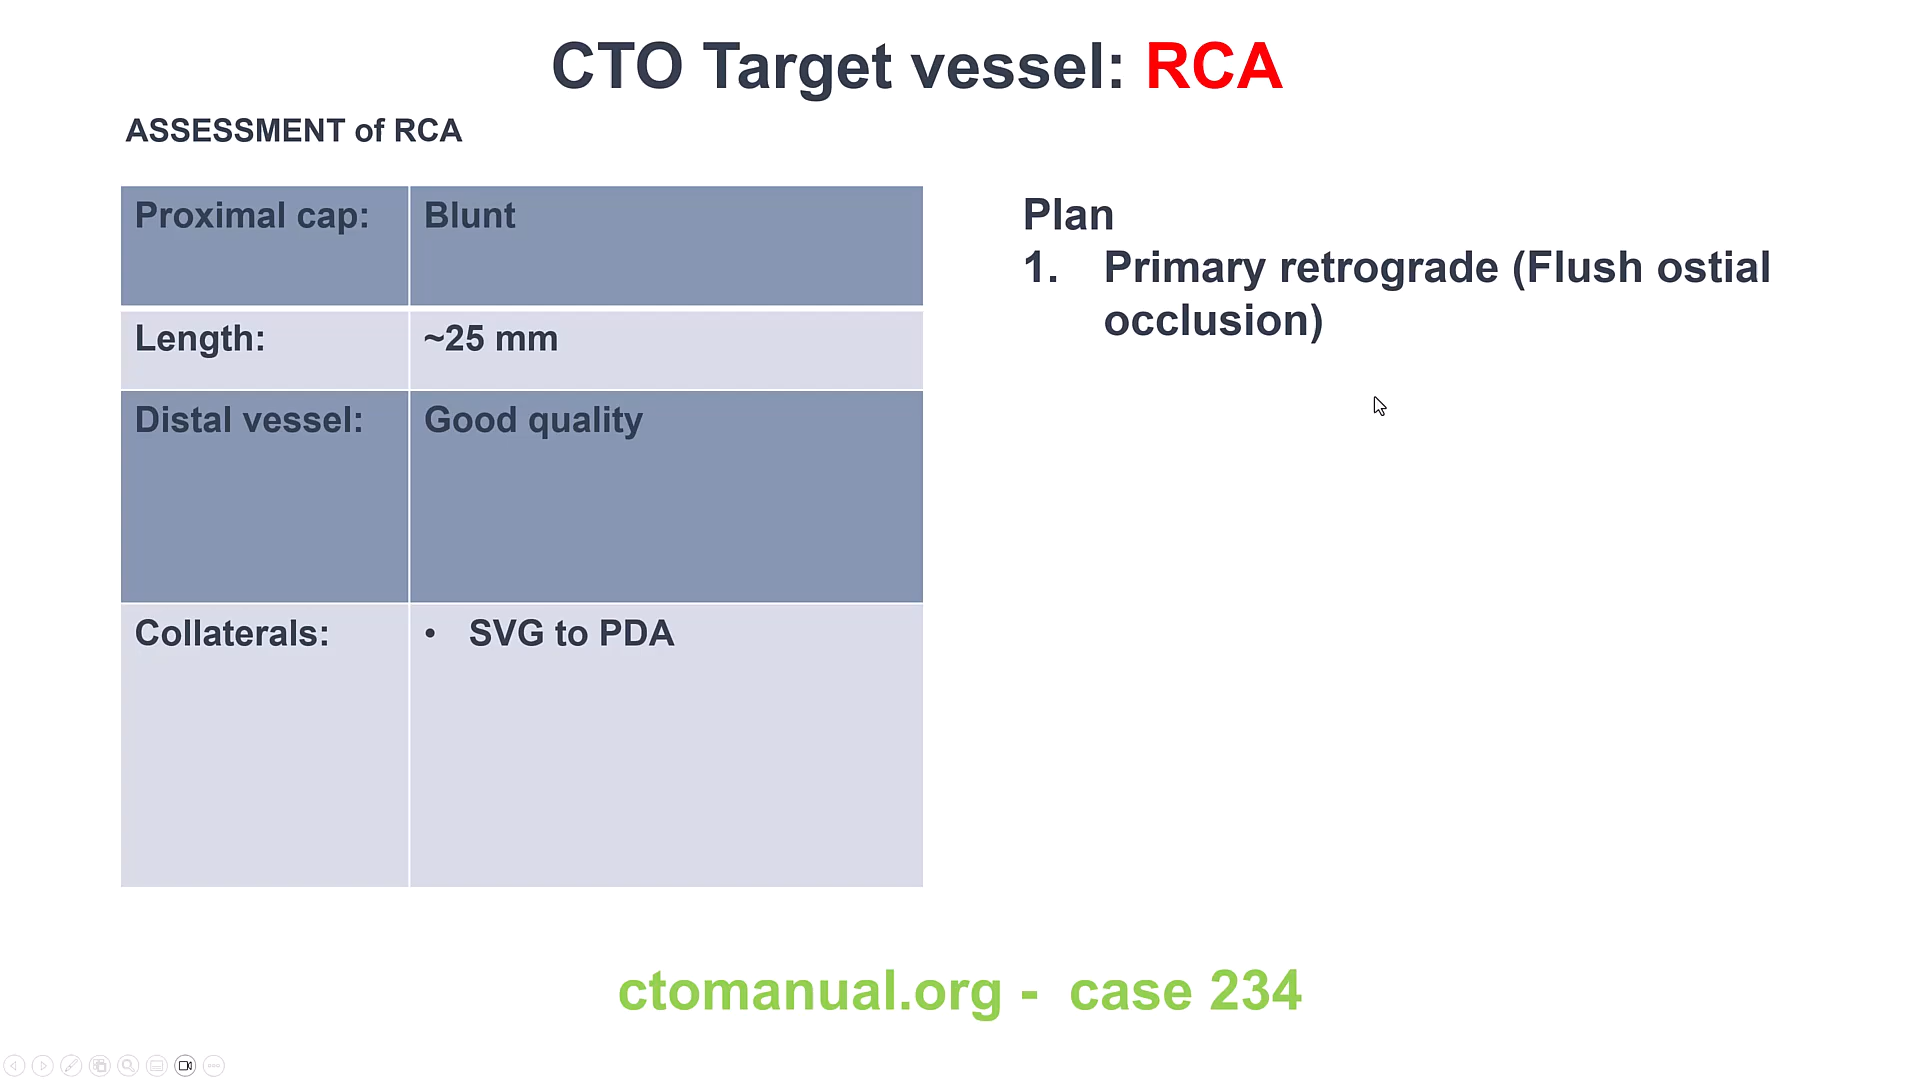 CTO Target vessel: RCA
ASSESSMENT of RCA
Proximal cap: Blunt
Length: ~25 mm
Distal vessel: Good quality
Collaterals: • SVG to PDA
Plan
1. Primary retrograde (Flush ostial
occlusion)
ctomanual.org - case 234